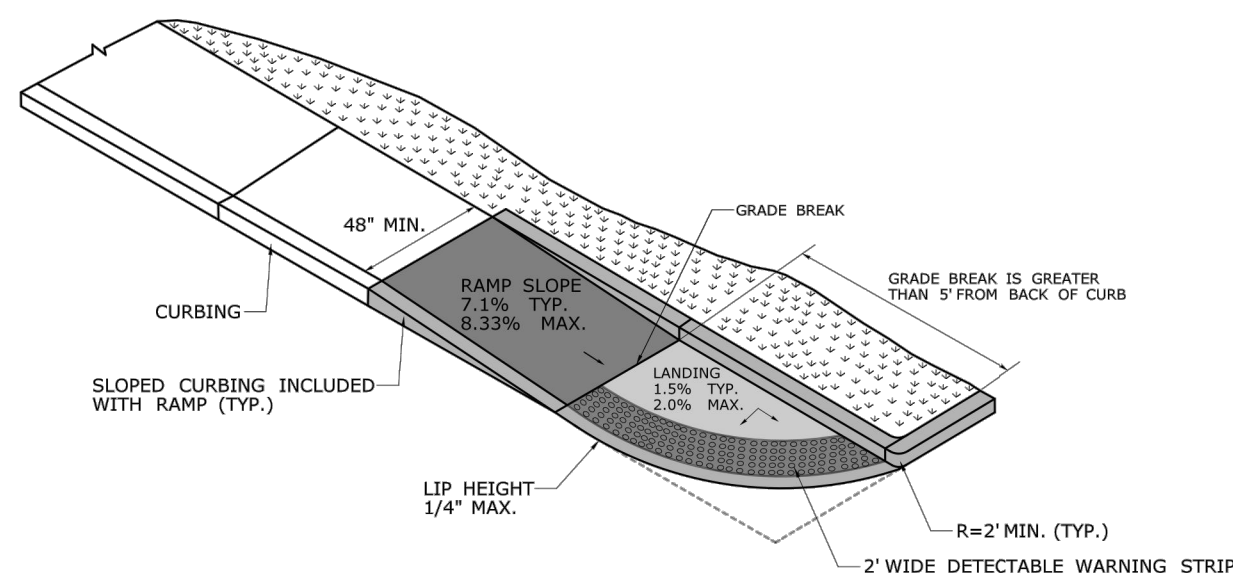 GRADE BREAK
48" MIN.
GRADE BREAK IS GREATER
THAN 5' FROM BACK OF CURB
RAMP SLOPE
7.1% TYP.
8.33% MAX.
CURBING
LANDING
1.5% TYP.
2.0% MAX.
SLOPED CURBING INCLUDED
WITH RAMP (TYP.)
LIP HEIGHT
1/4" MAX.
R=2' MIN. (TYP.)
2' WIDE DETECTABLE WARNING STRIP